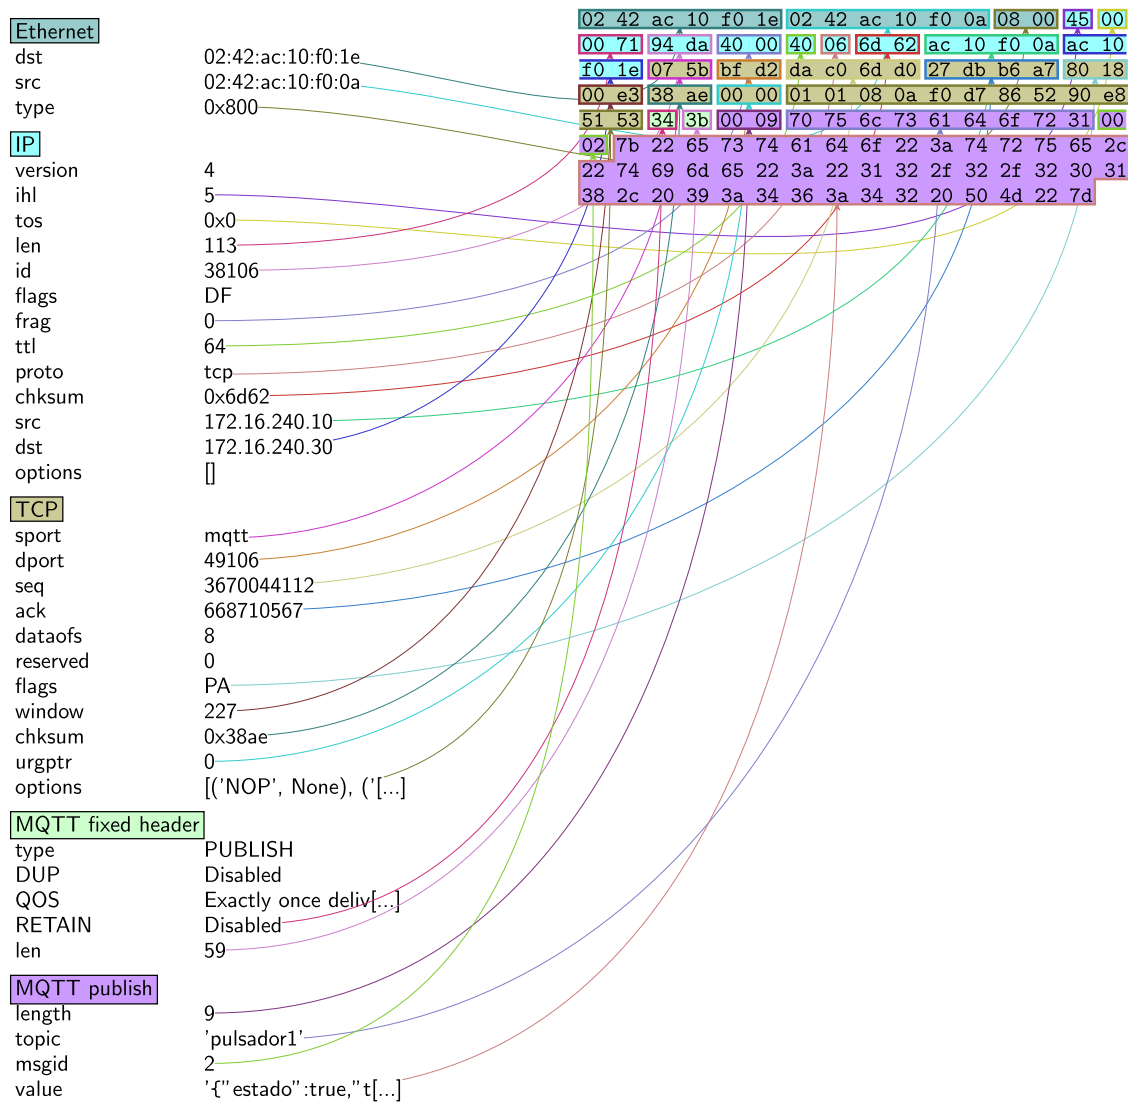 Ethernet
dst 02:42:ac:10:f0:1e
src 02:42:ac:10:f0:0a
type 0x800
IP
version 4
ihl 5
tos 0x0
len 113
id 38106
flags DF
frag 0
ttl 64
proto tcp
chksum 0x6d62
src 172.16.240.10
dst 172.16.240.30
options []
TCP
sport mqtt
dport 49106
seq 3670044112
ack 668710567
dataofs 8
reserved 0
flags PA
window 227
chksum 0x38ae
urgptr 0
options [('NOP', None), ('[...]
MQTT fixed header
type PUBLISH
DUP Disabled
QOS Exactly once deliv[...]
RETAIN Disabled
len 59
MQTT publish
length 9
topic 'pulsador1'
msgid 2
value '{"estado":true,"t[...]
02 42 ac 10 f0 1e 02 42 ac 10 f0 0a 08 00 45 00
00 71 94 da 40 00 40 06 6d 62 ac 10 f0 0a ac 10
f0 1e 07 5b bf d2 da c0 6d d0 27 db b6 a7 80 18
00 e3 38 ae 00 00 01 01 08 0a f0 d7 86 52 90 e8
51 53 34 3b 00 09 70 75 6c 73 61 64 6f 72 31 00
02 7b 22 65 73 74 61 64 6f 22 3a 74 72 75 65 2c
22 74 69 6d 65 22 3a 22 31 32 2f 32 2f 32 30 31
38 2c 20 39 3a 34 36 3a 34 32 20 50 4d 22 7d